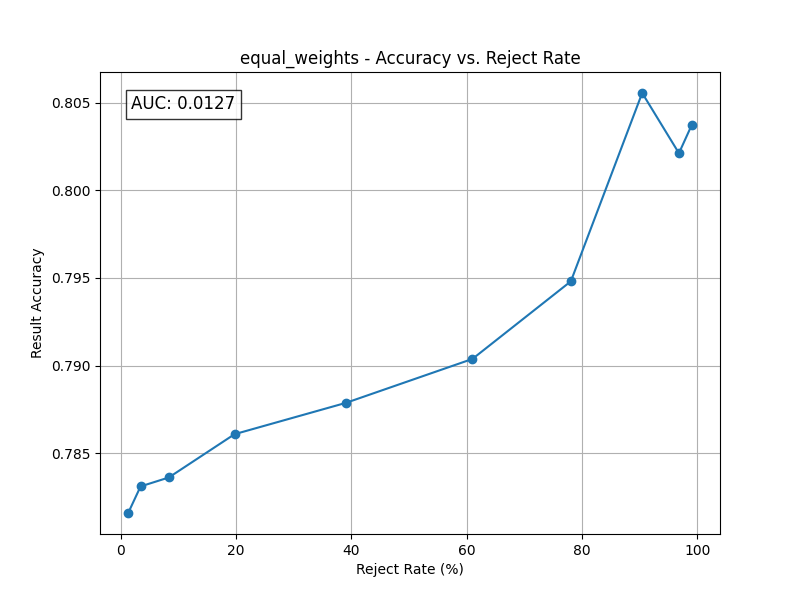 equal_weights - Accuracy vs. Reject Rate
AUC: 0.0127
0.805
0.800
0.795
0.790
0.785
Result Accuracy
0
20
40
60
80
100
Reject Rate (%)